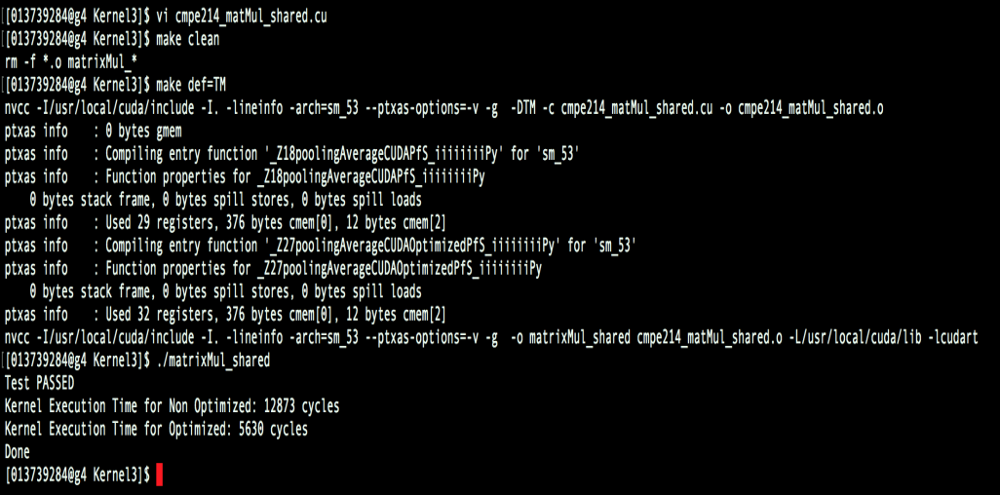 [[013739284@g4 Kernel3]$ vi cmpe214_matMul_shared.cu
[[013739284@g4 Kernel3]$ make clean
rm -f *.o matrixMul_*
[[013739284@g4 Kernel3]$ make def=TM
nvcc -I/usr/local/cuda/include -I. -lineinfo -arch=sm_53 --ptxas-options=-v -g  -DTM -c cmpe214_matMul_shared.cu -o cmpe214_matMul_shared.o
ptxas info    : 0 bytes gmem
ptxas info    : Compiling entry function '_Z18poolingAverageCUDAPfS_iiiiiiiiPy' for 'sm_53'
ptxas info    : Function properties for _Z18poolingAverageCUDAPfS_iiiiiiiiPy
    0 bytes stack frame, 0 bytes spill stores, 0 bytes spill loads
ptxas info    : Used 29 registers, 376 bytes cmem[0], 12 bytes cmem[2]
ptxas info    : Compiling entry function '_Z27poolingAverageCUDAOptimizedPfS_iiiiiiiiPy' for 'sm_53'
ptxas info    : Function properties for _Z27poolingAverageCUDAOptimizedPfS_iiiiiiiiPy
    0 bytes stack frame, 0 bytes spill stores, 0 bytes spill loads
ptxas info    : Used 32 registers, 376 bytes cmem[0], 12 bytes cmem[2]
nvcc -I/usr/local/cuda/include -I. -lineinfo -arch=sm_53 --ptxas-options=-v -g  -o matrixMul_shared cmpe214_matMul_shared.o -L/usr/local/cuda/lib -lcudart
[[013739284@g4 Kernel3]$ ./matrixMul_shared
Test PASSED
Kernel Execution Time for Non Optimized: 12873 cycles
Kernel Execution Time for Optimized: 5630 cycles
Done
[013739284@g4 Kernel3]$